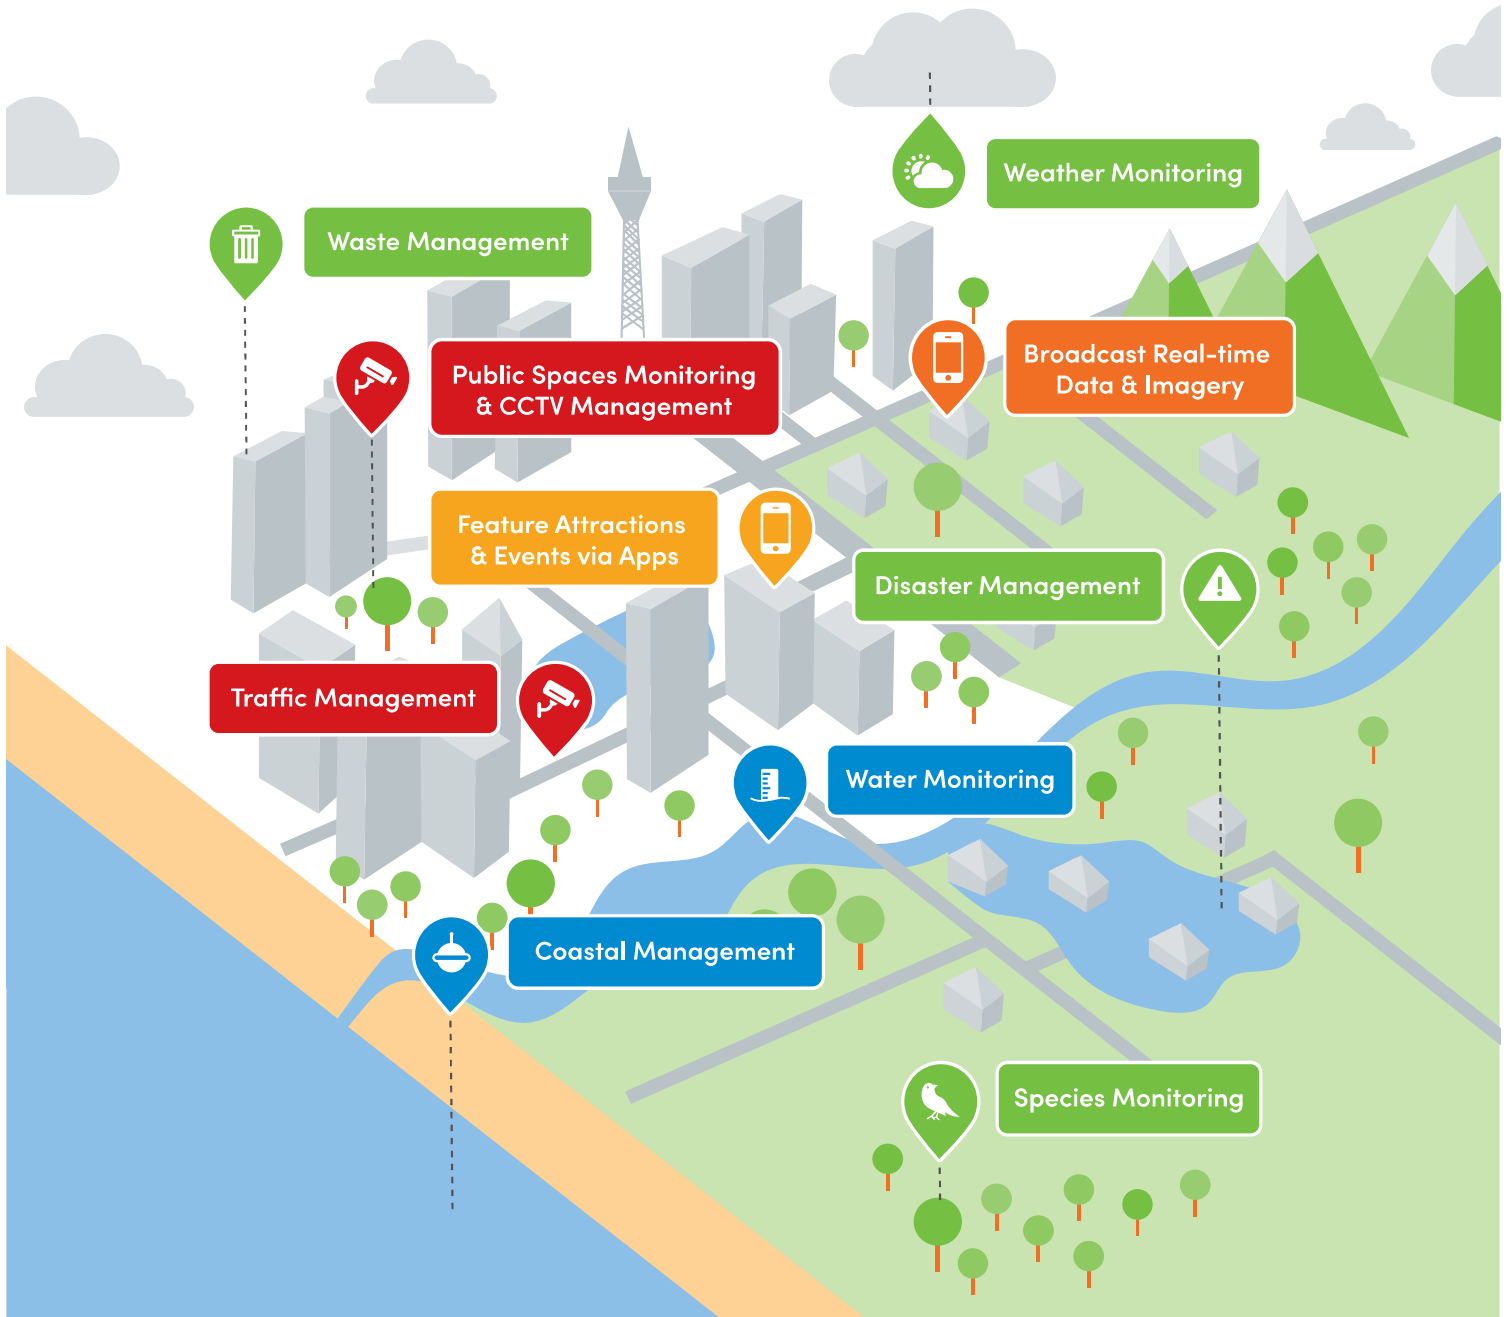 Weather Monitoring
Waste Management
Broadcast Real-time
Data & Imagery
Public Spaces Monitoring
& CCTV Management
Feature Attractions
& Events via Apps
Disaster Management
Traffic Management
Water Monitoring
Coastal Management
Species Monitoring